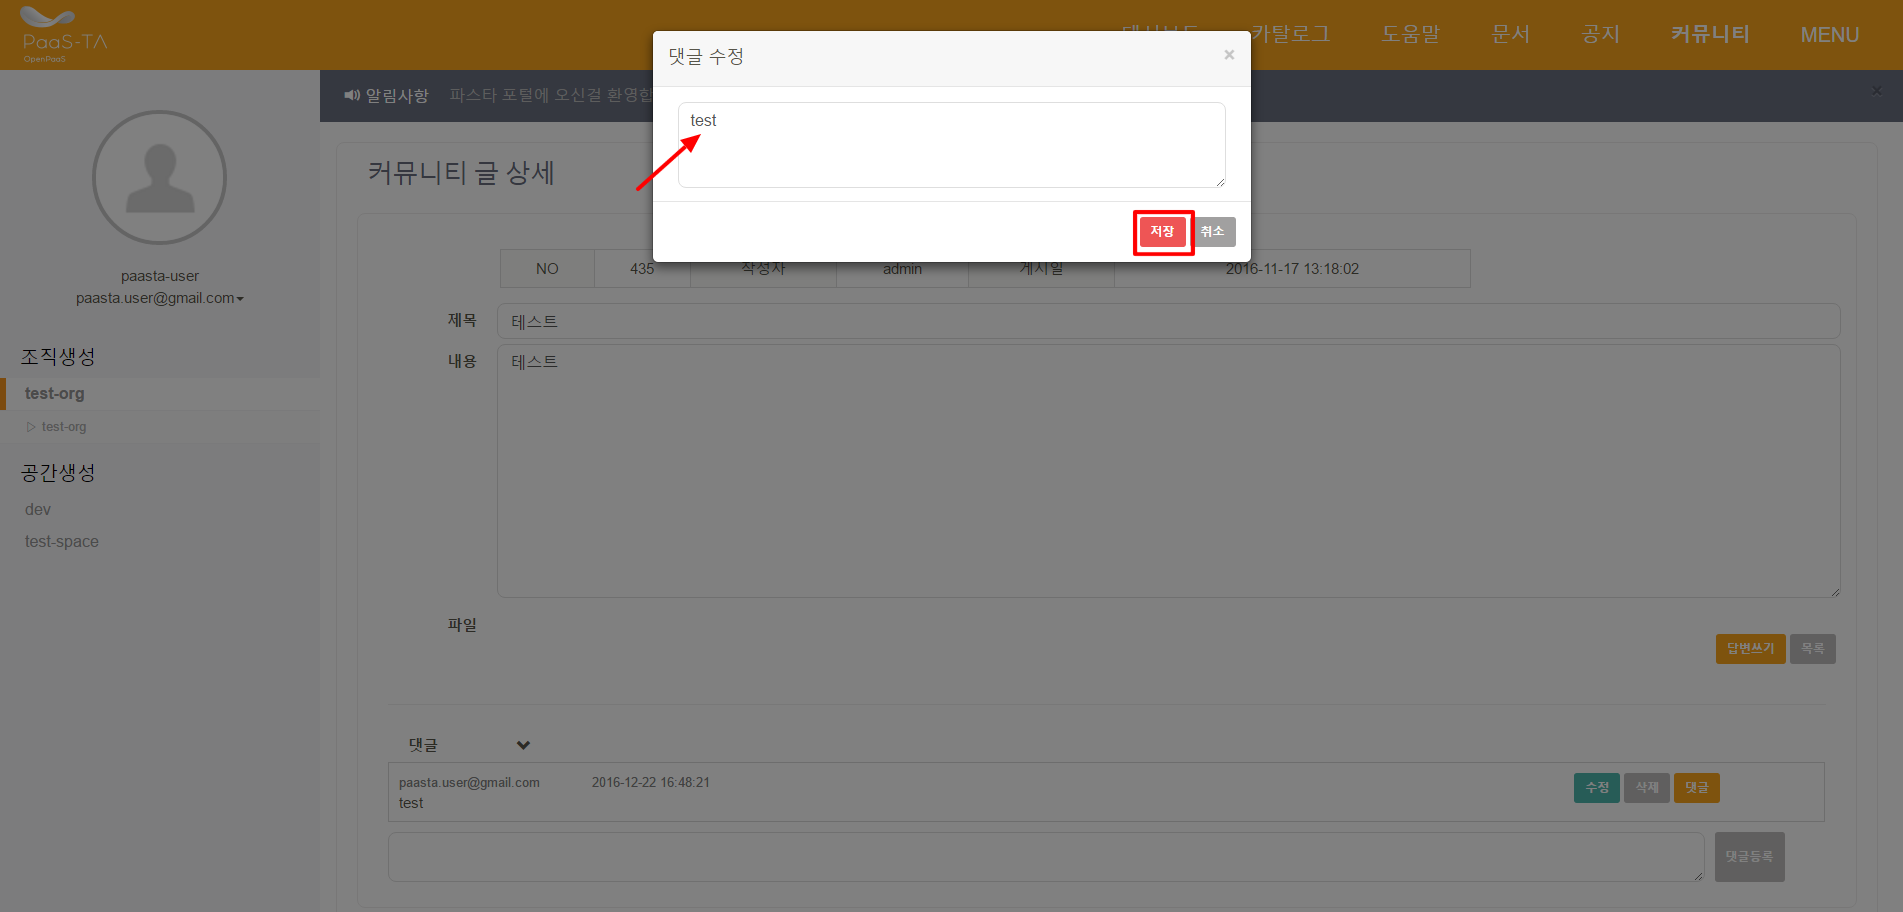 PaaS-TA
OpenPaaS
카탈로그
도움말
문서
공지
커뮤니티
MENU
댓글 수정
×
test
저장
취소
알림사항
파스타 포털에 오신걸 환영합
×
paasta-user
paasta.user@gmail.com
조직생성
test-org
test-org
공간생성
dev
test-space
커뮤니티 글 상세
NO
435
작성자
admin
게시일
2016-11-17 13:18:02
제목
테스트
내용
테스트
파일
답변쓰기
목록
댓글
paasta.user@gmail.com
2016-12-22 16:48:21
test
수정
삭제
댓글
댓글등록